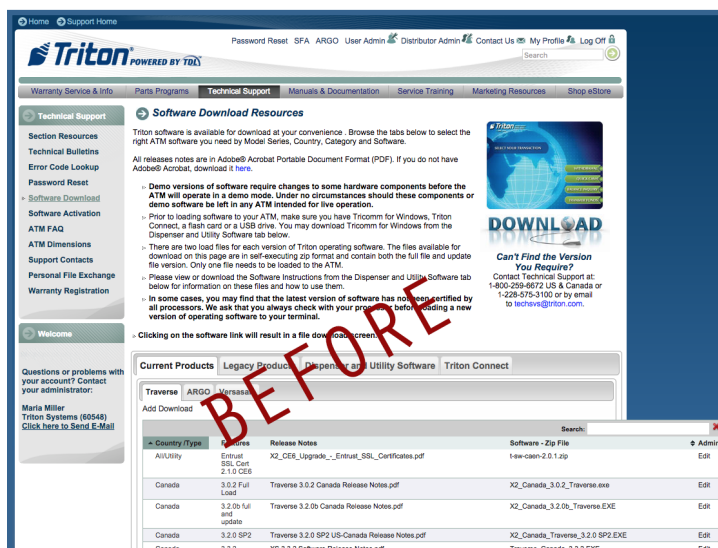 Home Support Home
Password Reset SFA ARGO User Admin Distributor Admin Contact Us My Profile Log Off
Triton POWERED BY TDL
Search
Warranty Service & Info Parts Programs Technical Support Manuals & Documentation Service Training Marketing Resources Shop eStore
Technical Support
Section Resources
Technical Bulletins
Error Code Lookup
Password Reset
Software Download
Software Activation
ATM FAQ
ATM Dimensions
Support Contacts
Personal File Exchange
Warranty Registration
Welcome
Questions or problems with
your account? Contact
your administrator:
Maria Miller
Triton Systems (60548)
Click here to Send E-Mail
Software Download Resources
Triton software is available for download at your convenience . Browse the tabs below to select the
right ATM software you need by Model Series, Country, Category and Software.
All releases notes are in Adobe® Acrobat Portable Document Format (PDF). If you do not have
Adobe® Acrobat, download it here.
Demo versions of software require changes to some hardware components before the
ATM will operate in a demo mode. Under no circumstances should these components or
demo software be left in any ATM intended for live operation.
Prior to loading software to your ATM, make sure you have Tricomm for Windows, Triton
Connect, a flash card or a USB drive. You may download Tricomm for Windows from the
Dispenser and Utility Software tab below.
There are two load files for each version of Triton operating software. The files available for
download on this page are in self-executing zip format and contain both the full file and update
file version. Only one file needs to be loaded to the ATM.
Please view or download the Software Instructions from the Dispenser and Utility Software tab
below for information on these files and how to use them.
In some cases, you may find that the latest version of software has not been certified by
all processors. We ask that you always check with your processor before loading a new
version of operating software to your terminal.
Clicking on the software link will result in a file download screen.
Triton
SELECT YOUR TRANSACTION
DOWNLOAD
Can't Find the Version
You Require?
Contact Technical Support at:
1-800-259-6672 US & Canada or
1-228-575-3100 or by email
to techsvs@triton.com.
BEFORE
Current Products Legacy Products Dispenser and Utility Software Triton Connect
Traverse ARGO Versasafe
Add Download
Search:
Country /Type Features Release Notes Software - Zip File Admin
All/Utility Entrust SSL Cert 2.1.0 CE6 X2_CE6_Upgrade_-_Entrust_SSL_Certificates.pdf t-sw-caen-2.0.1.zip Edit
Canada 3.0.2 Full Load Traverse 3.0.2 Canada Release Notes.pdf X2_Canada_3.0.2_Traverse.exe Edit
Canada 3.2.0b full and update Traverse 3.2.0b Canada Release Notes.pdf X2_Canada_3.2.0b_Traverse.EXE Edit
Canada 3.2.0 SP2 Traverse 3.2.0 SP2 US-Canada Release Notes.pdf X2_Canada_Traverse_3.2.0 SP2.EXE Edit